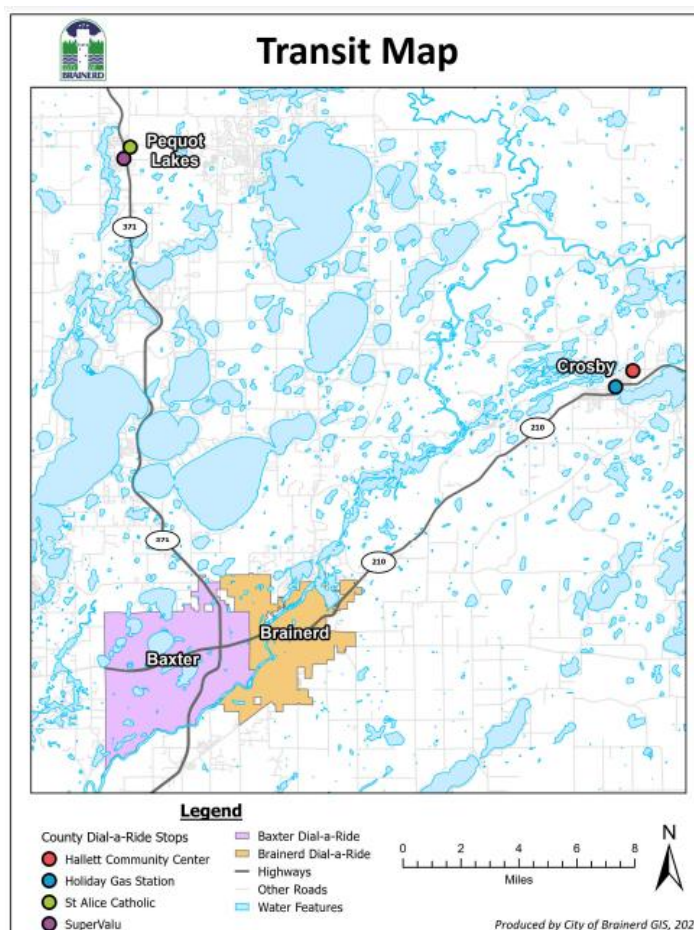 BRAINERD
Transit Map
Pequot
Lakes
371
Crosby
210
371
210
Brainerd
Baxter
Legend
County Dial-a-Ride Stops
Hallett Community Center
Holiday Gas Station
St Alice Catholic
SuperValu
Baxter Dial-a-Ride
Brainerd Dial-a-Ride
Highways
Other Roads
Water Features
0 2 4 6 8
Miles
N
Produced by City of Brainerd GIS, 202